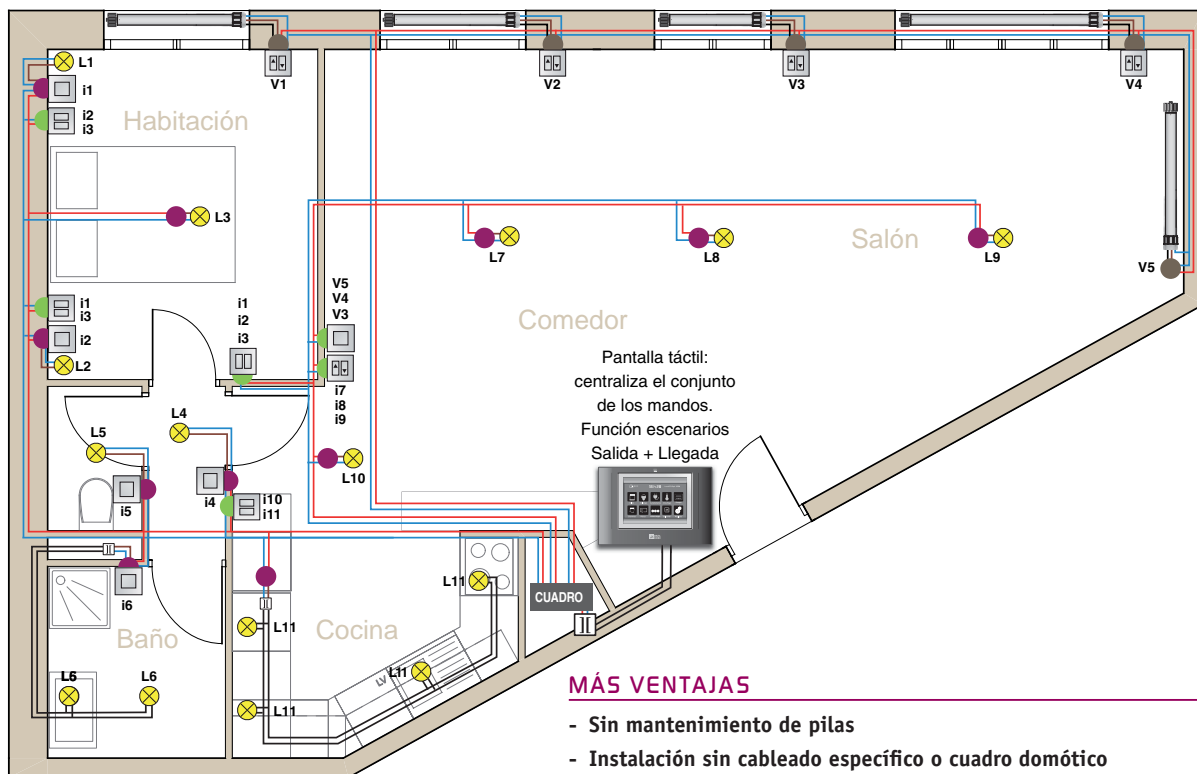 V1
V2
V3
V4
L1
i1
i2
i3
Habitación
L3
L7
L8
Salón
L9
V5
i1
i3
i2
L2
i1
i2
i3
V5
V4
V3
i7
i8
i9
Comedor
Pantalla táctil:
centraliza el conjunto
de los mandos.
Función escenarios
Salida + Llegada
L5
L4
L10
i5
i4
i10
i11
i6
L11
CUADRO
Baño
L11
Cocina
L6
L6
LV
L11
L11
MÁS VENTAJAS
- Sin mantenimiento de pilas
- Instalación sin cableado específico o cuadro domótico